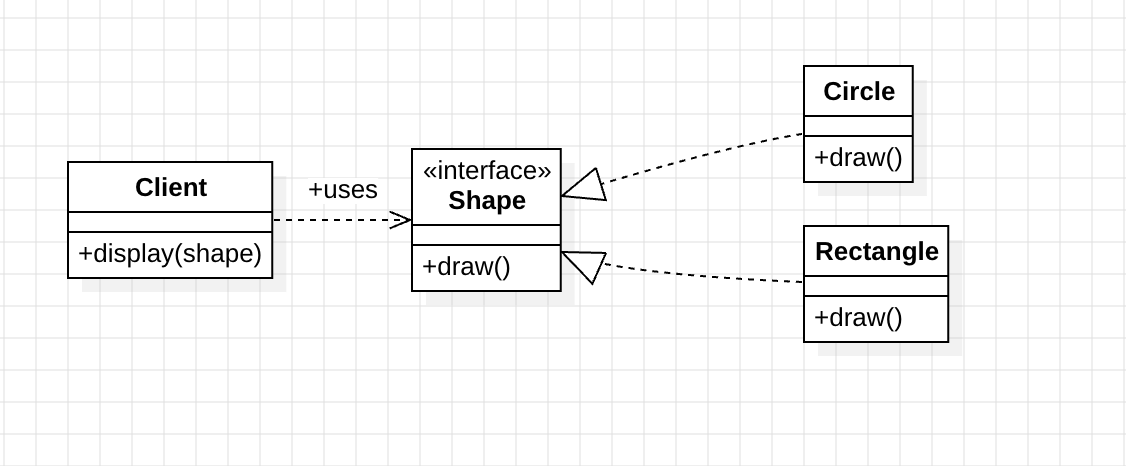 Client
+display(shape)
+uses
«interface»
Shape
+draw()
Circle
+draw()
Rectangle
+draw()